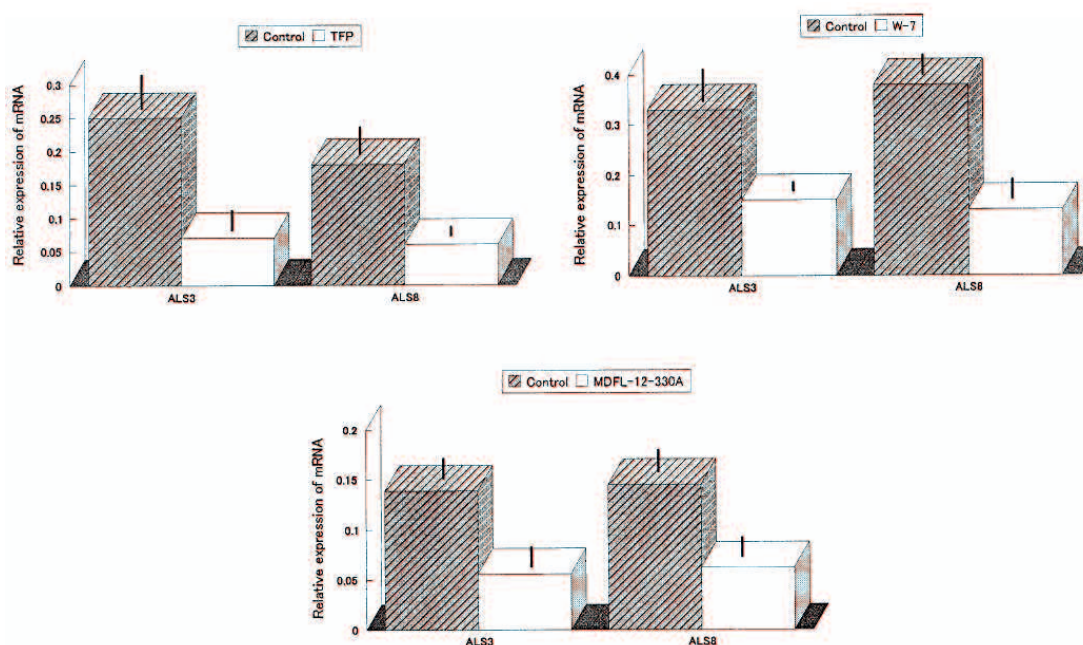 Control TFP
Relative expression of mRNA
0.3
0.25
0.2
0.15
0.1
0.05
0
ALS3 ALS8
Control W-7
Relative expression of mRNA
0.4
0.3
0.2
0.1
0
ALS3 ALS8
Control MDFL-12-330A
Relative expression of mRNA
0.2
0.15
0.1
0.05
0
ALS3 ALS8